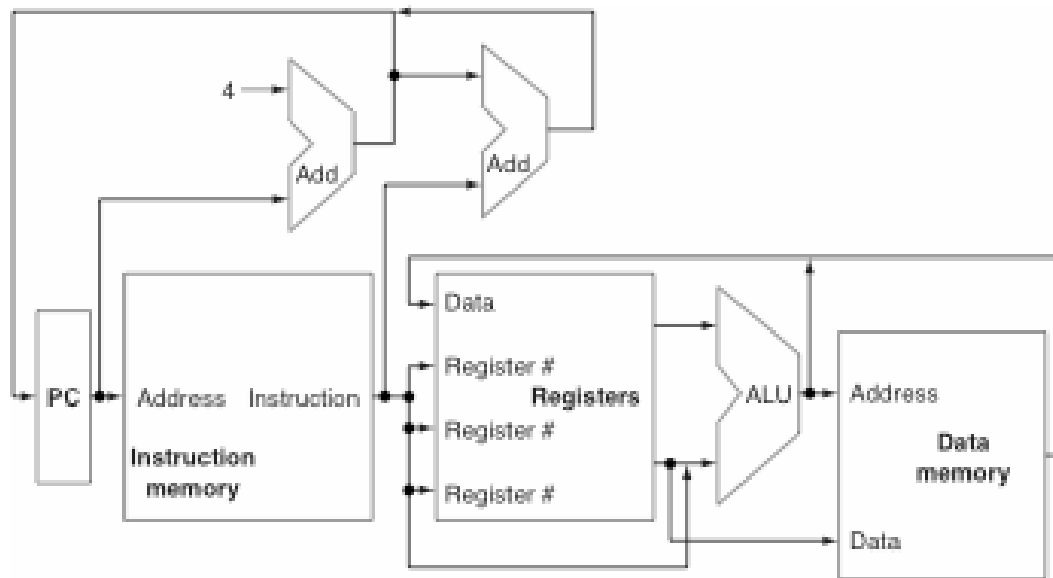 4
Add
Add
Data
Register #
PC
Address
Instruction
Registers
ALU
Address
Register #
Instruction
memory
Data
memory
Register #
Data